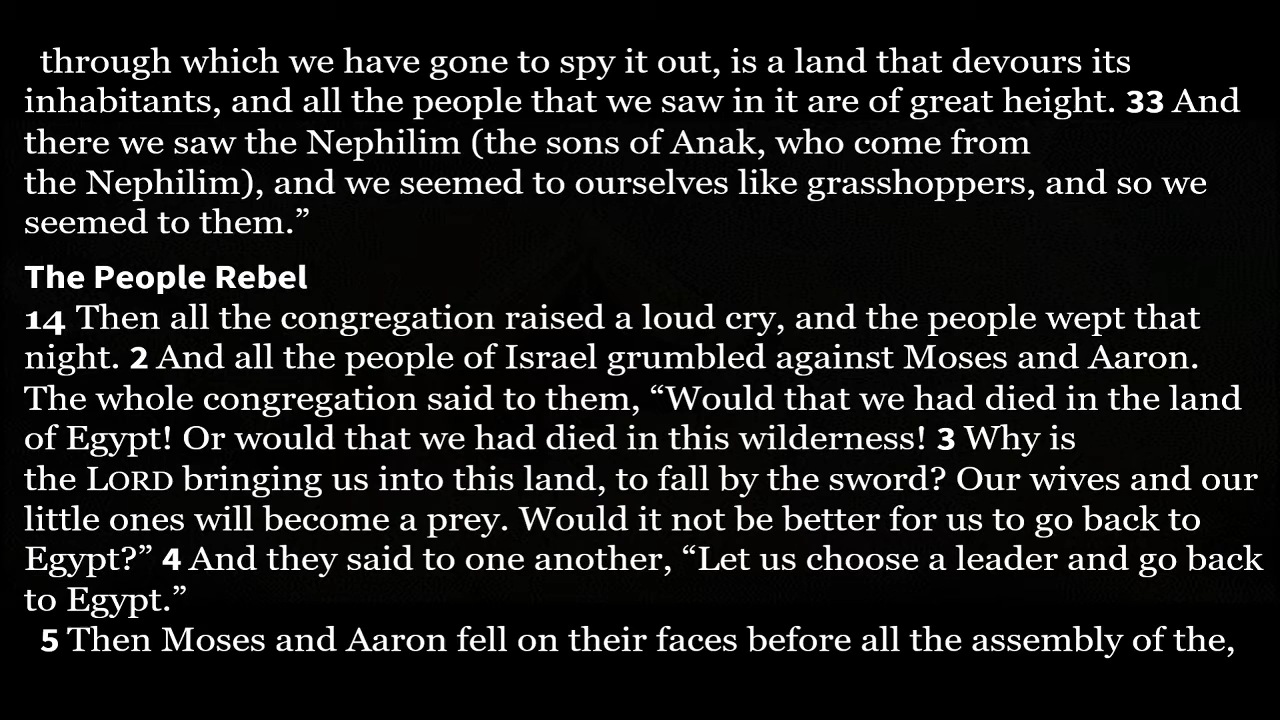 through which we have gone to spy it out, is a land that devours its
inhabitants, and all the people that we saw in it are of great height. 33 And
there we saw the Nephilim (the sons of Anak, who come from
the Nephilim), and we seemed to ourselves like grasshoppers, and so we
seemed to them.”
The People Rebel
14 Then all the congregation raised a loud cry, and the people wept that
night. 2 And all the people of Israel grumbled against Moses and Aaron.
The whole congregation said to them, “Would that we had died in the land
of Egypt! Or would that we had died in this wilderness! 3 Why is
the LORD bringing us into this land, to fall by the sword? Our wives and our
little ones will become a prey. Would it not be better for us to go back to
Egypt?” 4 And they said to one another, “Let us choose a leader and go back
to Egypt.”
5 Then Moses and Aaron fell on their faces before all the assembly of the,